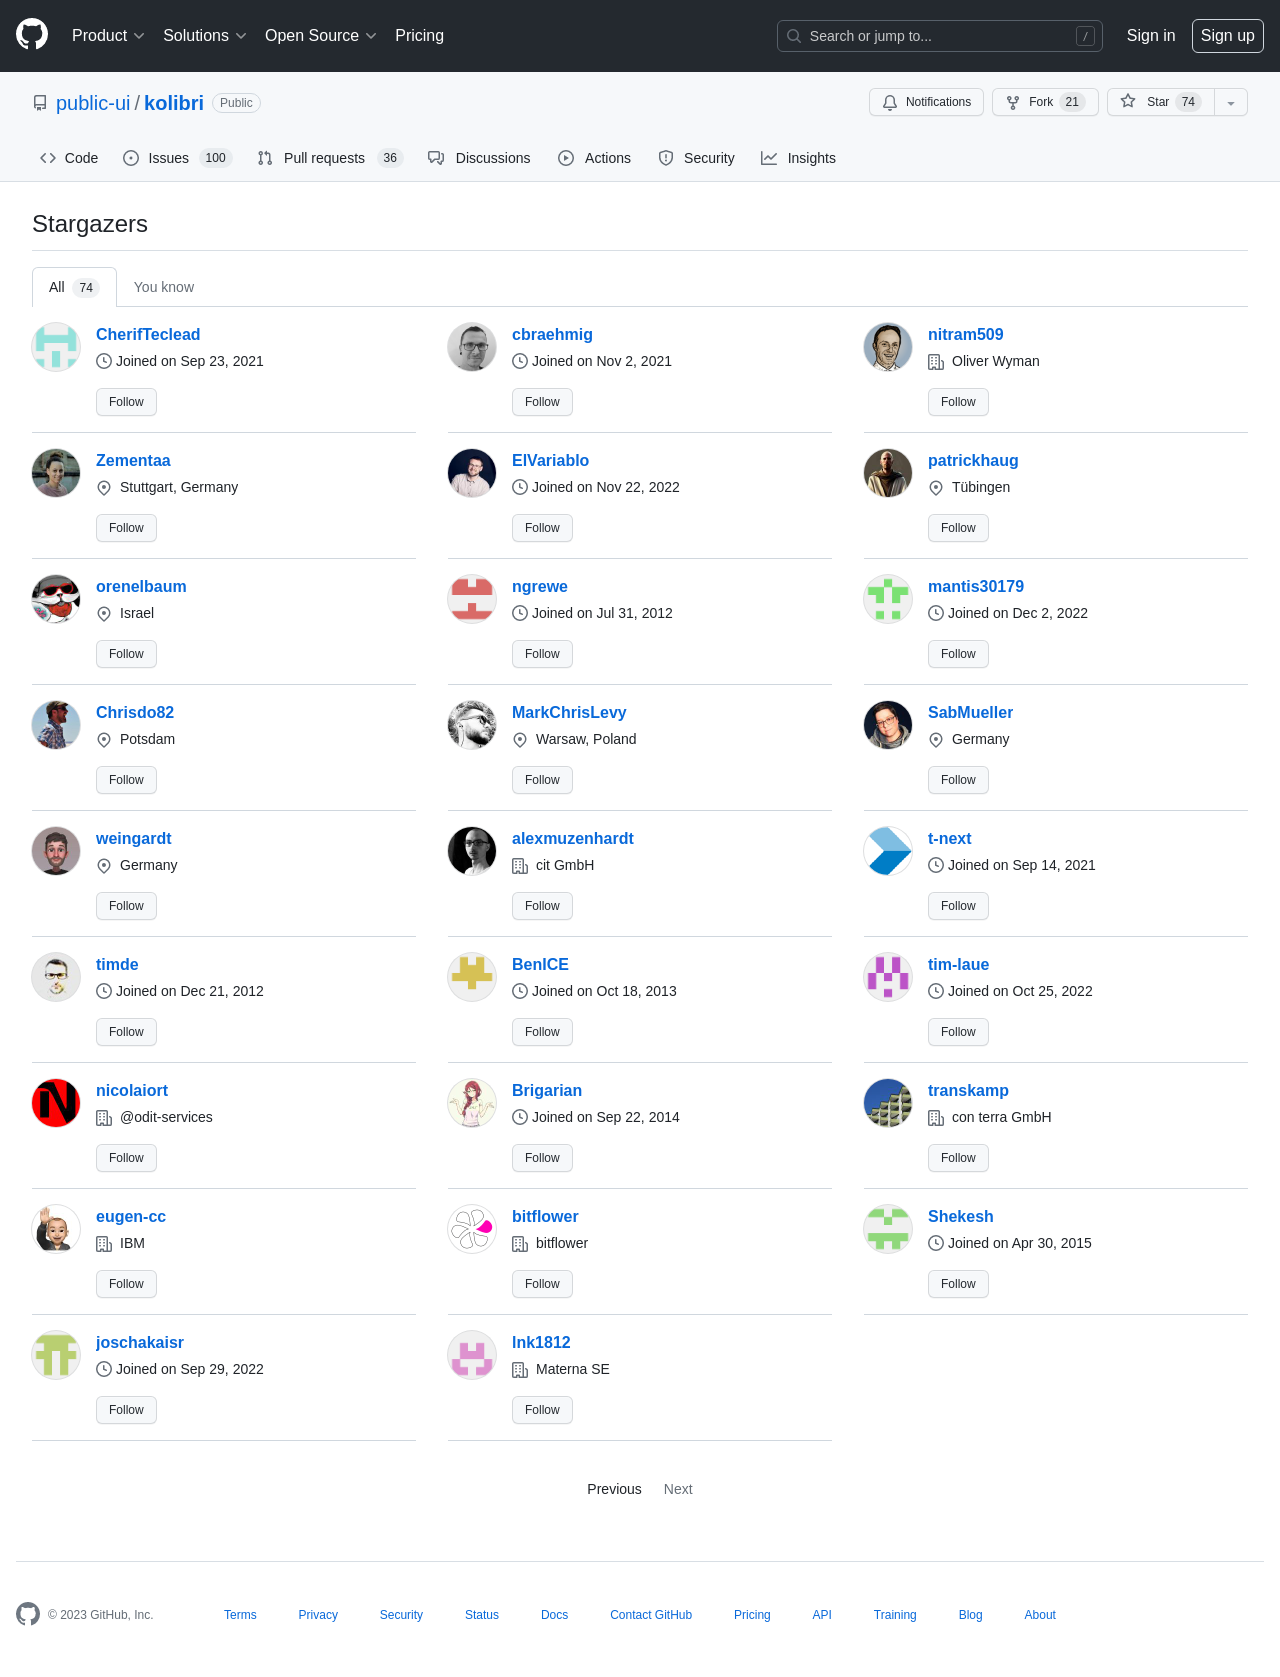 Product Solutions Open Source Pricing Search or jump to... / Sign in Sign up
public-ui / kolibri Public Notifications Fork 21 Star 74
Code Issues 100 Pull requests 36 Discussions Actions Security Insights
Stargazers
All 74 You know
CherifTeclead cbraehmig nitram509
Joined on Sep 23, 2021 Joined on Nov 2, 2021 Oliver Wyman
Follow Follow Follow
Zementaa ElVariablo patrickhaug
Stuttgart, Germany Joined on Nov 22, 2022 Tübingen
Follow Follow Follow
orenelbaum ngrewe mantis30179
Israel Joined on Jul 31, 2012 Joined on Dec 2, 2022
Follow Follow Follow
Chrisdo82 MarkChrisLevy SabMueller
Potsdam Warsaw, Poland Germany
Follow Follow Follow
weingardt alexmuzenhardt t-next
Germany cit GmbH Joined on Sep 14, 2021
Follow Follow Follow
timde BenICE tim-laue
Joined on Dec 21, 2012 Joined on Oct 18, 2013 Joined on Oct 25, 2022
Follow Follow Follow
nicolaiort Brigarian transkamp
@odit-services Joined on Sep 22, 2014 con terra GmbH
Follow Follow Follow
eugen-cc bitflower Shekesh
IBM bitflower Joined on Apr 30, 2015
Follow Follow Follow
joschakaisr lnk1812
Joined on Sep 29, 2022 Materna SE
Follow Follow
Previous Next
© 2023 GitHub, Inc. Terms Privacy Security Status Docs Contact GitHub Pricing API Training Blog About